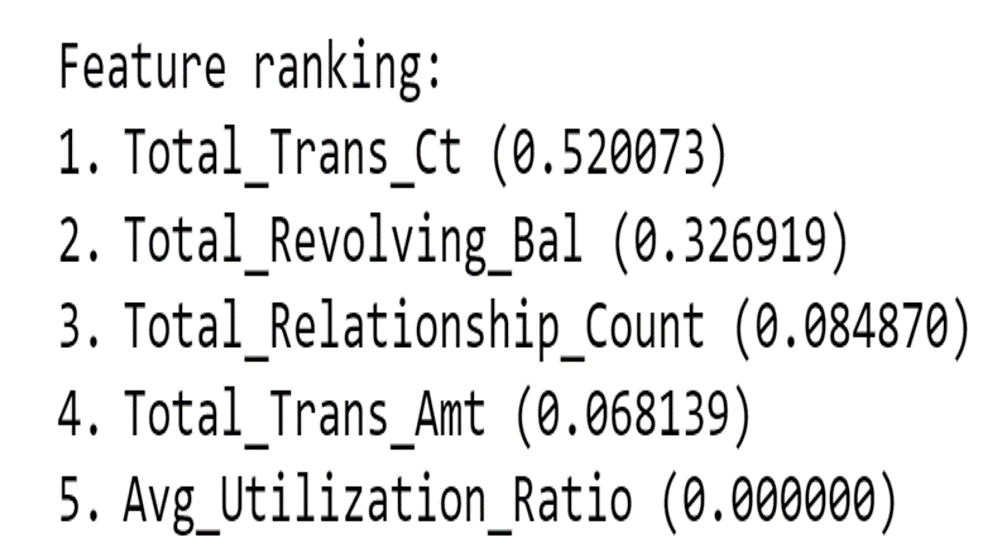 Feature ranking:
1. Total_Trans_Ct (0.520073)
2. Total_Revolving_Bal (0.326919)
3. Total_Relationship_Count (0.084870)
4. Total_Trans_Amt (0.068139)
5. Avg_Utilization_Ratio (0.000000)